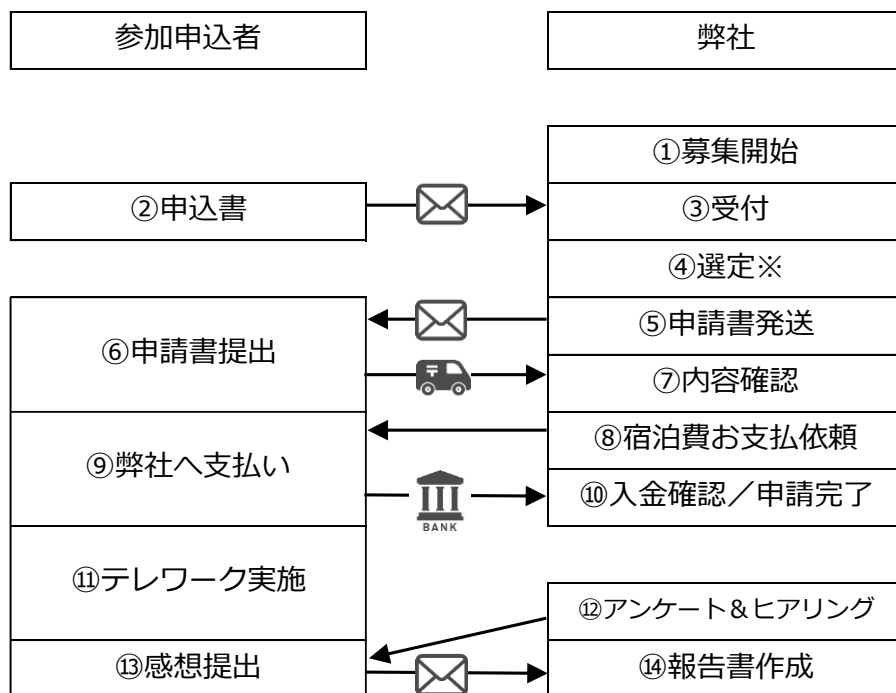 参加申込者
弊社
①募集開始
②申込書
③受付
④選定※
⑤申請書発送
⑥申請書提出
〒
⑦内容確認
⑧宿泊費お支払依頼
⑨弊社へ支払い
BANK
⑩入金確認／申請完了
⑪テレワーク実施
⑫アンケート＆ヒアリング
⑬感想提出
⑭報告書作成